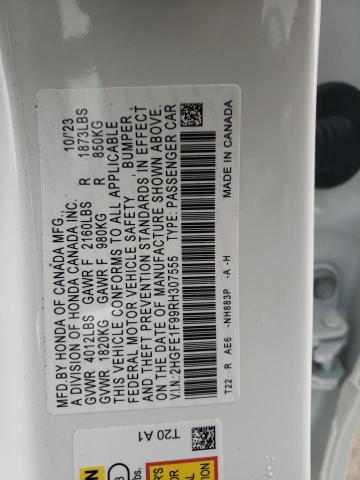 MFD.BY HONDA OF CANADA MFG., 10/23
A DIVISION OF HONDA CANADA INC.
GVWR 4012LBS GAWR F 2160LBS R 1873LBS
GVWR 1820KG GAWR F 980KG R 850KG
THIS VEHICLE CONFORMS TO ALL APPLICABLE
FEDERAL MOTOR VEHICLE SAFETY, BUMPER,
AND THEFT PREVENTION STANDARDS IN EFFECT
ON THE DATE OF MANUFACTURE SHOWN ABOVE.
V.I.N.:2HGFE1F99RH307555 TYPE: PASSENGER CAR
T22 R AE6 -NH883P -A -H MADE IN CANADA
T20 A1